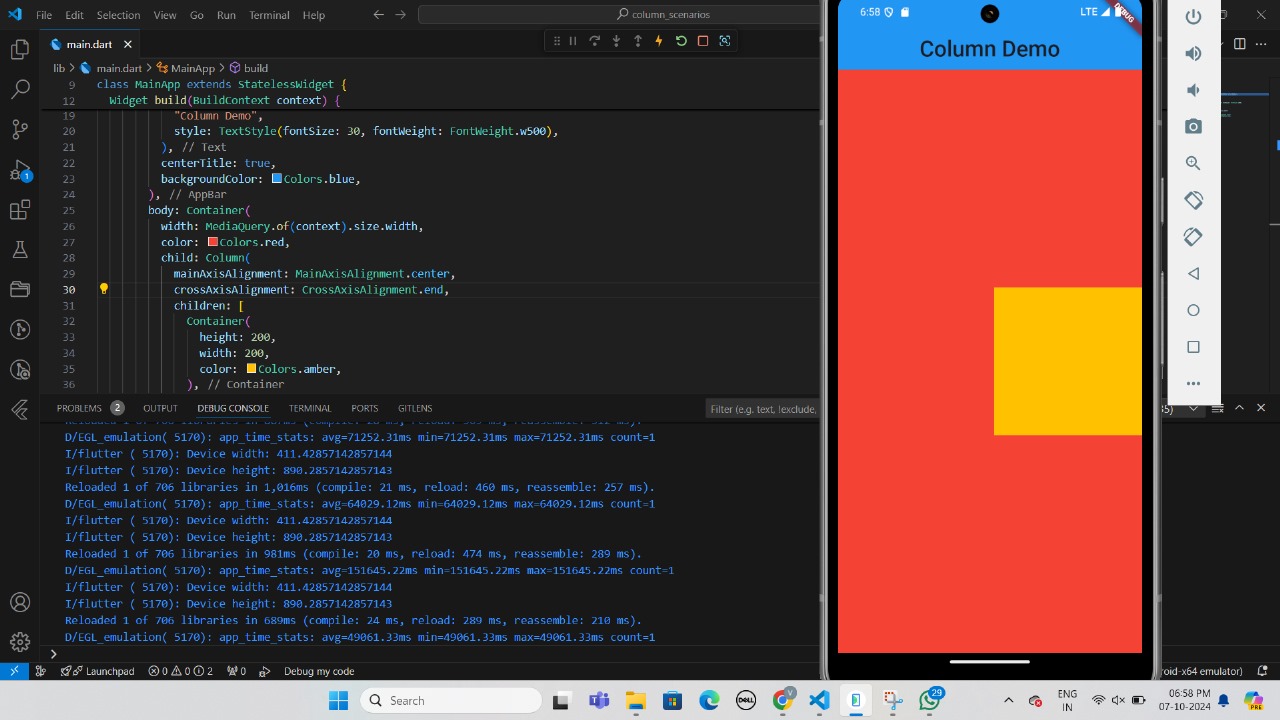 File Edit Selection View Go Run Terminal Help
column_scenarios
main.dart
lib > main.dart > MainApp > build
9 class MainApp extends StatelessWidget {
12 Widget build(BuildContext context) {
19 "Column Demo",
20 style: TextStyle(fontSize: 30, fontWeight: FontWeight.w500),
21 ), // Text
22 centerTitle: true,
23 backgroundColor: Colors.blue,
24 ), // AppBar
25 body: Container(
26 width: MediaQuery.of(context).size.width,
27 color: Colors.red,
28 child: Column(
29 mainAxisAlignment: MainAxisAlignment.center,
30 crossAxisAlignment: CrossAxisAlignment.end,
31 children: [
32 Container(
33 height: 200,
34 width: 200,
35 color: Colors.amber,
36 ), // Container
1
PROBLEMS 2 OUTPUT DEBUG CONSOLE TERMINAL PORTS GITLENS
Filter (e.g. text, !exclude,
D/EGL_emulation( 5170): app_time_stats: avg=71252.31ms min=71252.31ms max=71252.31ms count=1
I/flutter ( 5170): Device width: 411.42857142857144
I/flutter ( 5170): Device height: 890.2857142857143
Reloaded 1 of 706 libraries in 1,016ms (compile: 21 ms, reload: 460 ms, reassemble: 257 ms).
D/EGL_emulation( 5170): app_time_stats: avg=64029.12ms min=64029.12ms max=64029.12ms count=1
I/flutter ( 5170): Device width: 411.42857142857144
I/flutter ( 5170): Device height: 890.2857142857143
Reloaded 1 of 706 libraries in 981ms (compile: 20 ms, reload: 474 ms, reassemble: 289 ms).
D/EGL_emulation( 5170): app_time_stats: avg=151645.22ms min=151645.22ms max=151645.22ms count=1
I/flutter ( 5170): Device width: 411.42857142857144
I/flutter ( 5170): Device height: 890.2857142857143
Reloaded 1 of 706 libraries in 689ms (compile: 24 ms, reload: 289 ms, reassemble: 210 ms).
D/EGL_emulation( 5170): app_time_stats: avg=49061.33ms min=49061.33ms max=49061.33ms count=1
Launchpad 0 0 2 0 Debug my code
6:58 LTE
DEBUG
Column Demo
roid-x64 emulator)
Search
DELL
V
29
ENG
IN
06:58 PM
07-10-2024
PRE